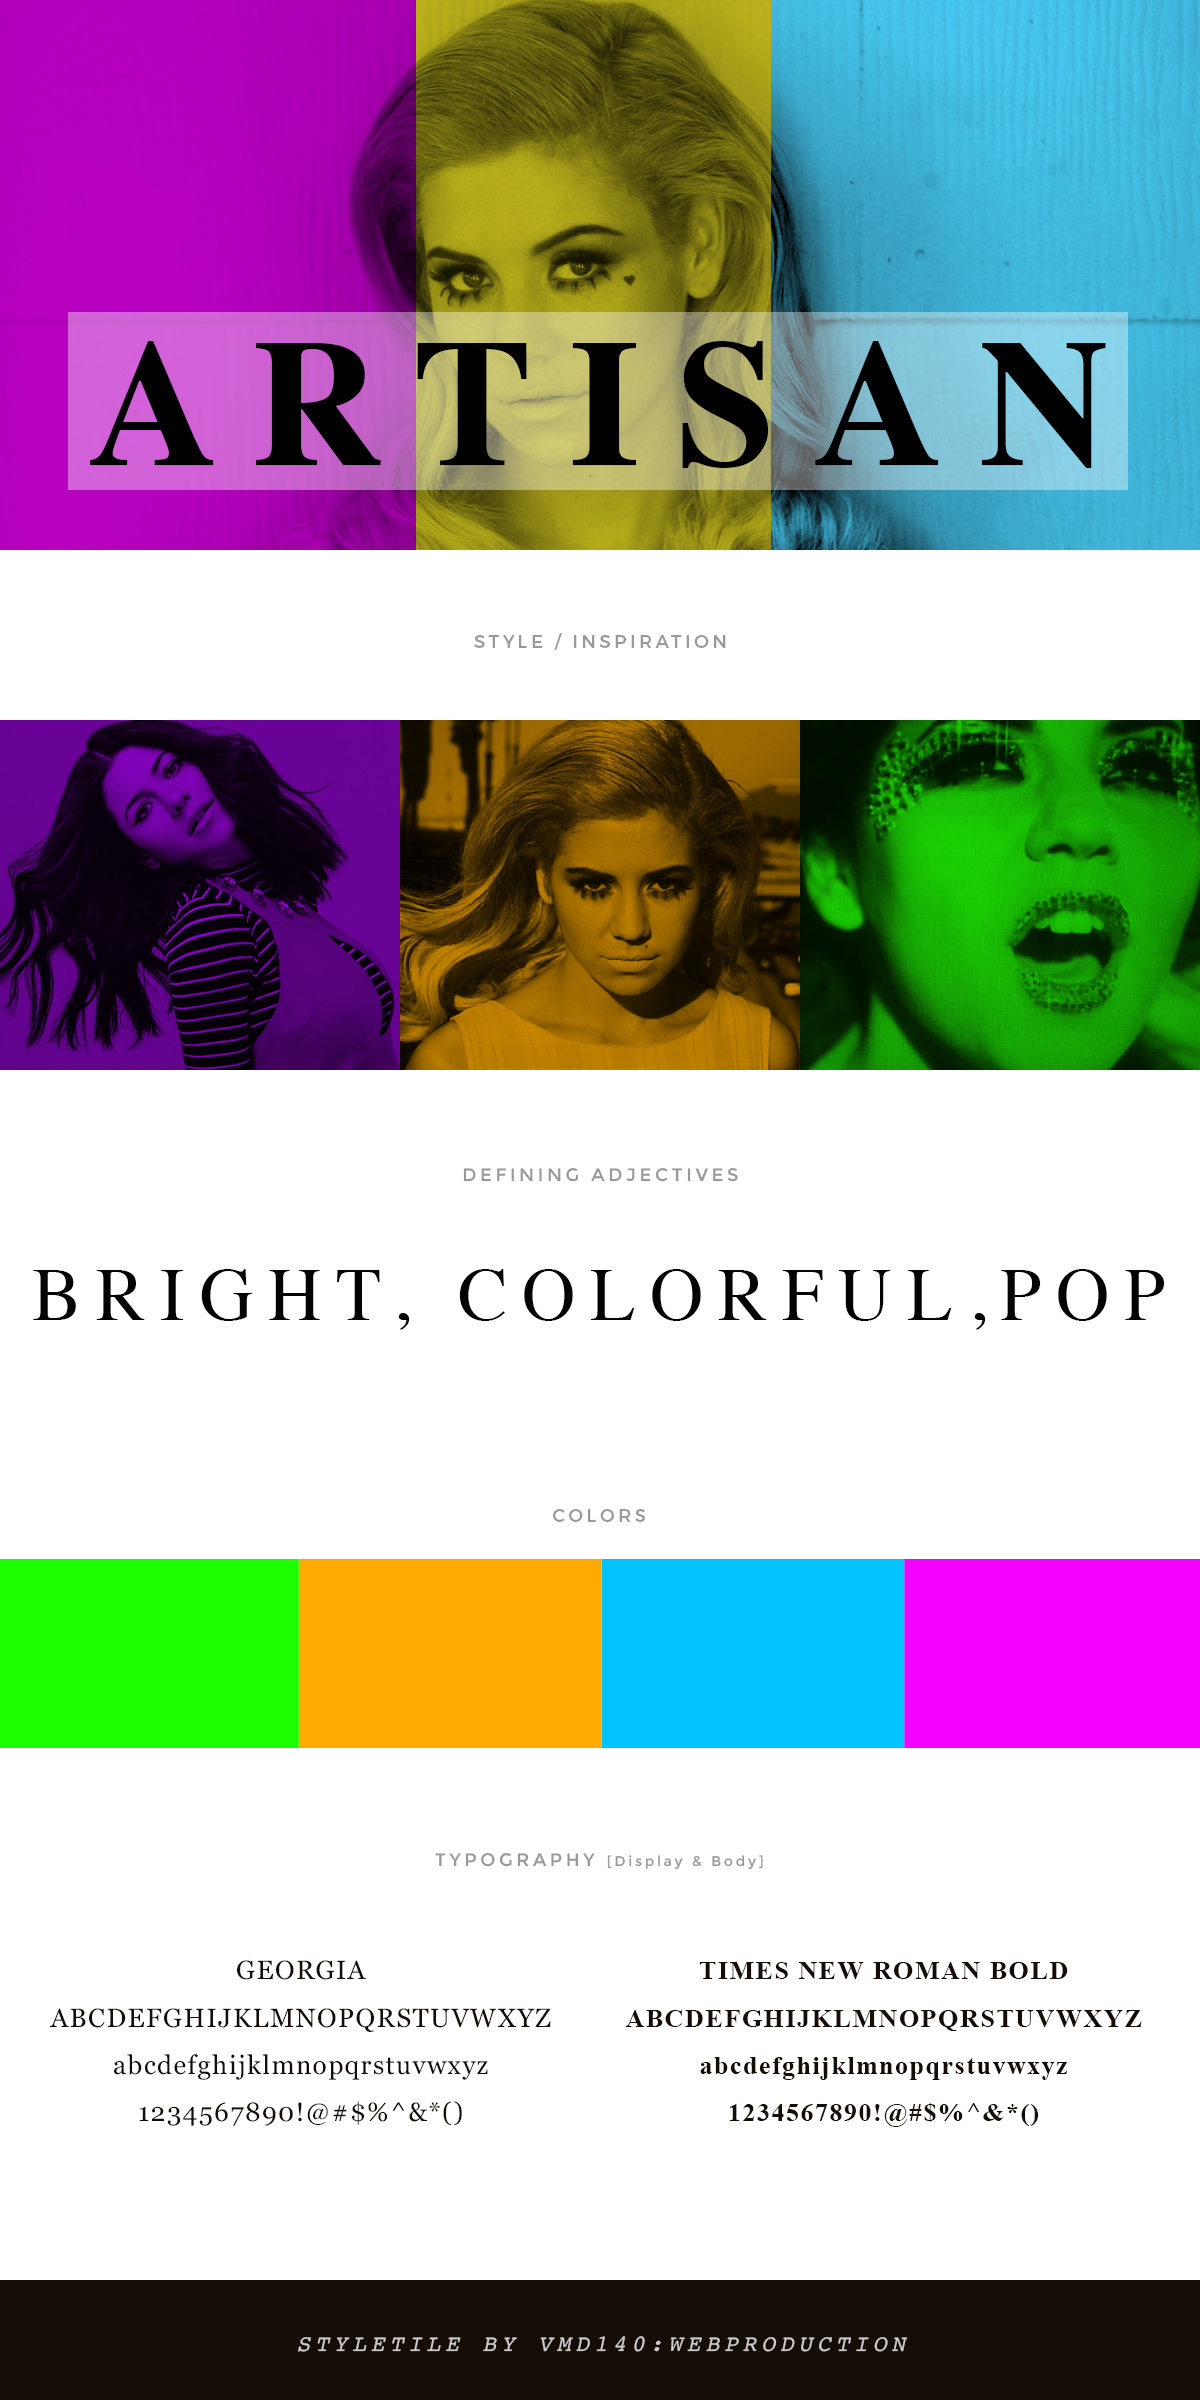 ARTISAN
STYLE / INSPIRATION
DEFINING ADJECTIVES
BRIGHT, COLORFUL,POP
COLORS
TYPOGRAPHY [Display & Body]
GEORGIA
ABCDEFGHIJKLMNOPQRSTUVWXYZ
abcdefghijklmnopqrstuvwxyz
1234567890!@#$%^&*()
TIMES NEW ROMAN BOLD
ABCDEFGHIJKLMNOPQRSTUVWXYZ
abcdefghijklmnopqrstuvwxyz
1234567890!@#$%^&*()
STYLETILE BY VMD140:WEBPRODUCTION